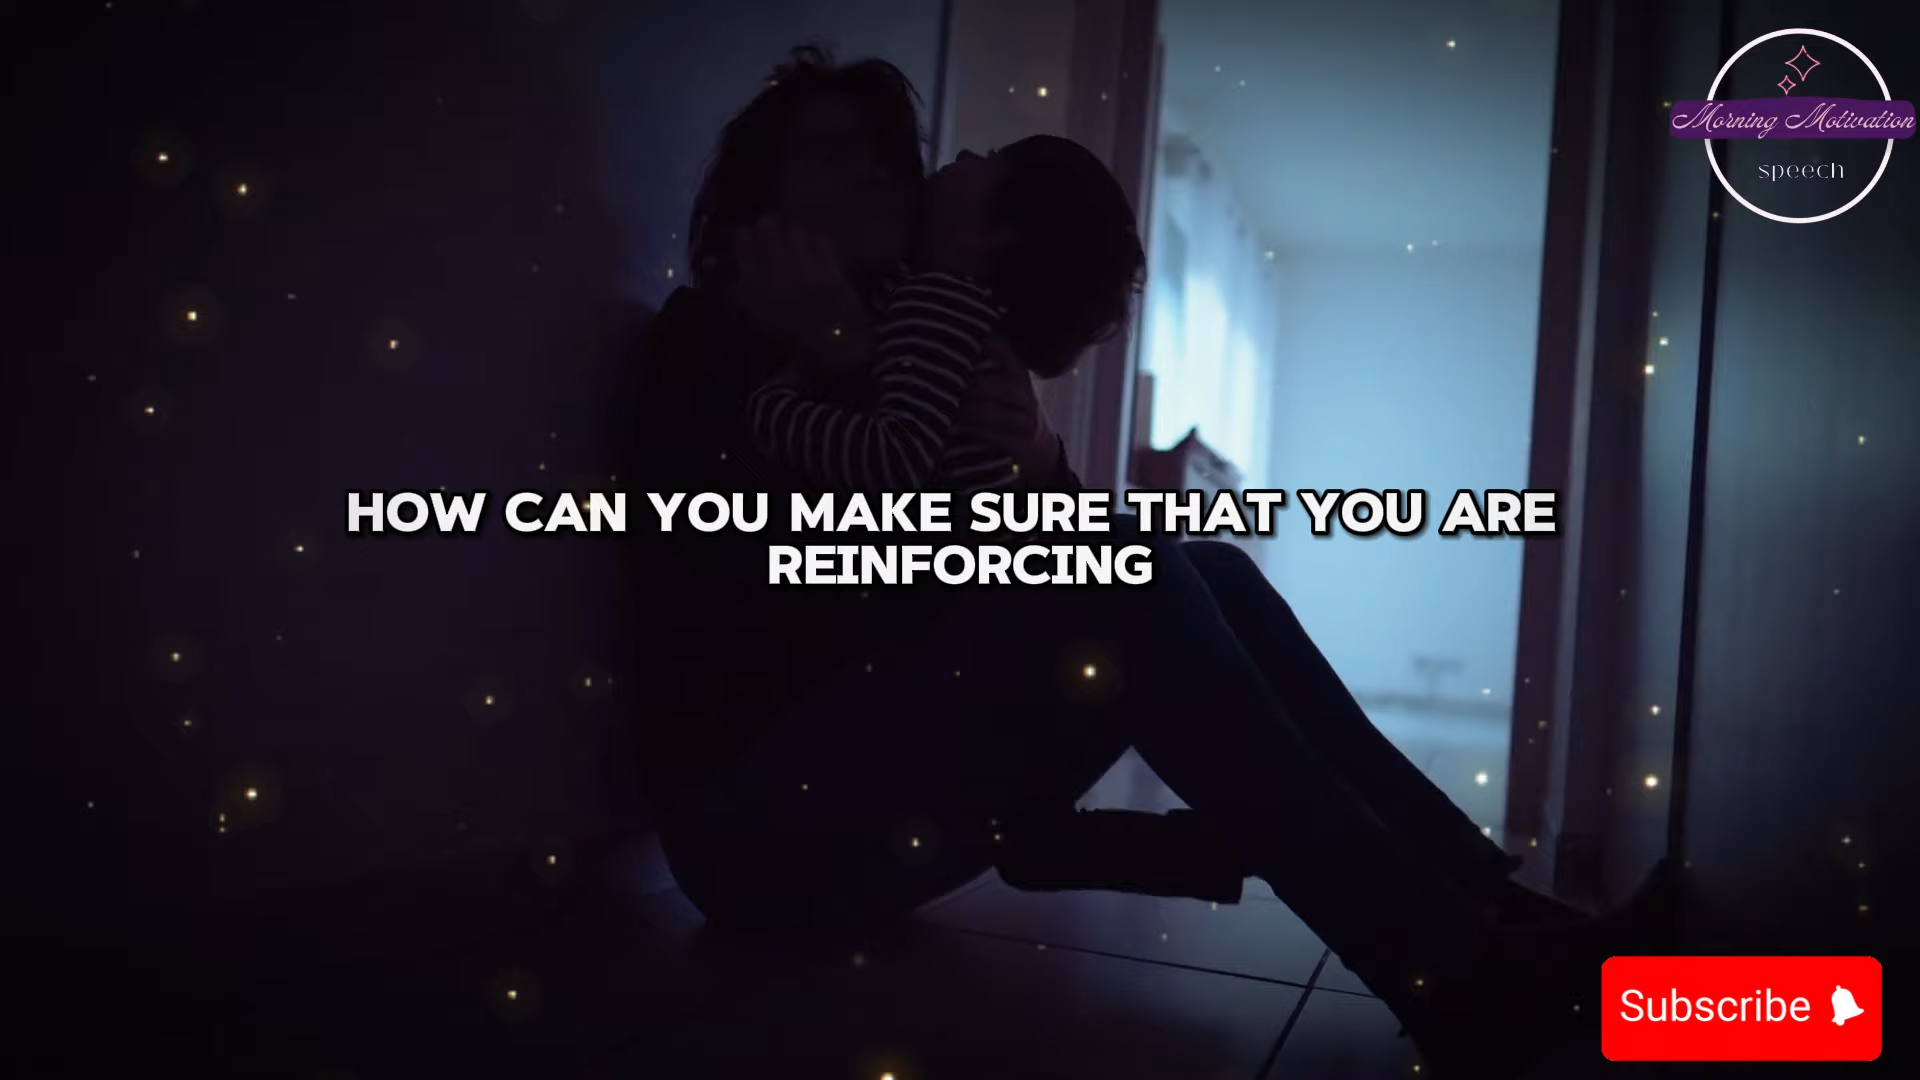 Morning Motivation
speech
HOW CAN YOU MAKE SURE THAT YOU ARE
REINFORCING
Subscribe